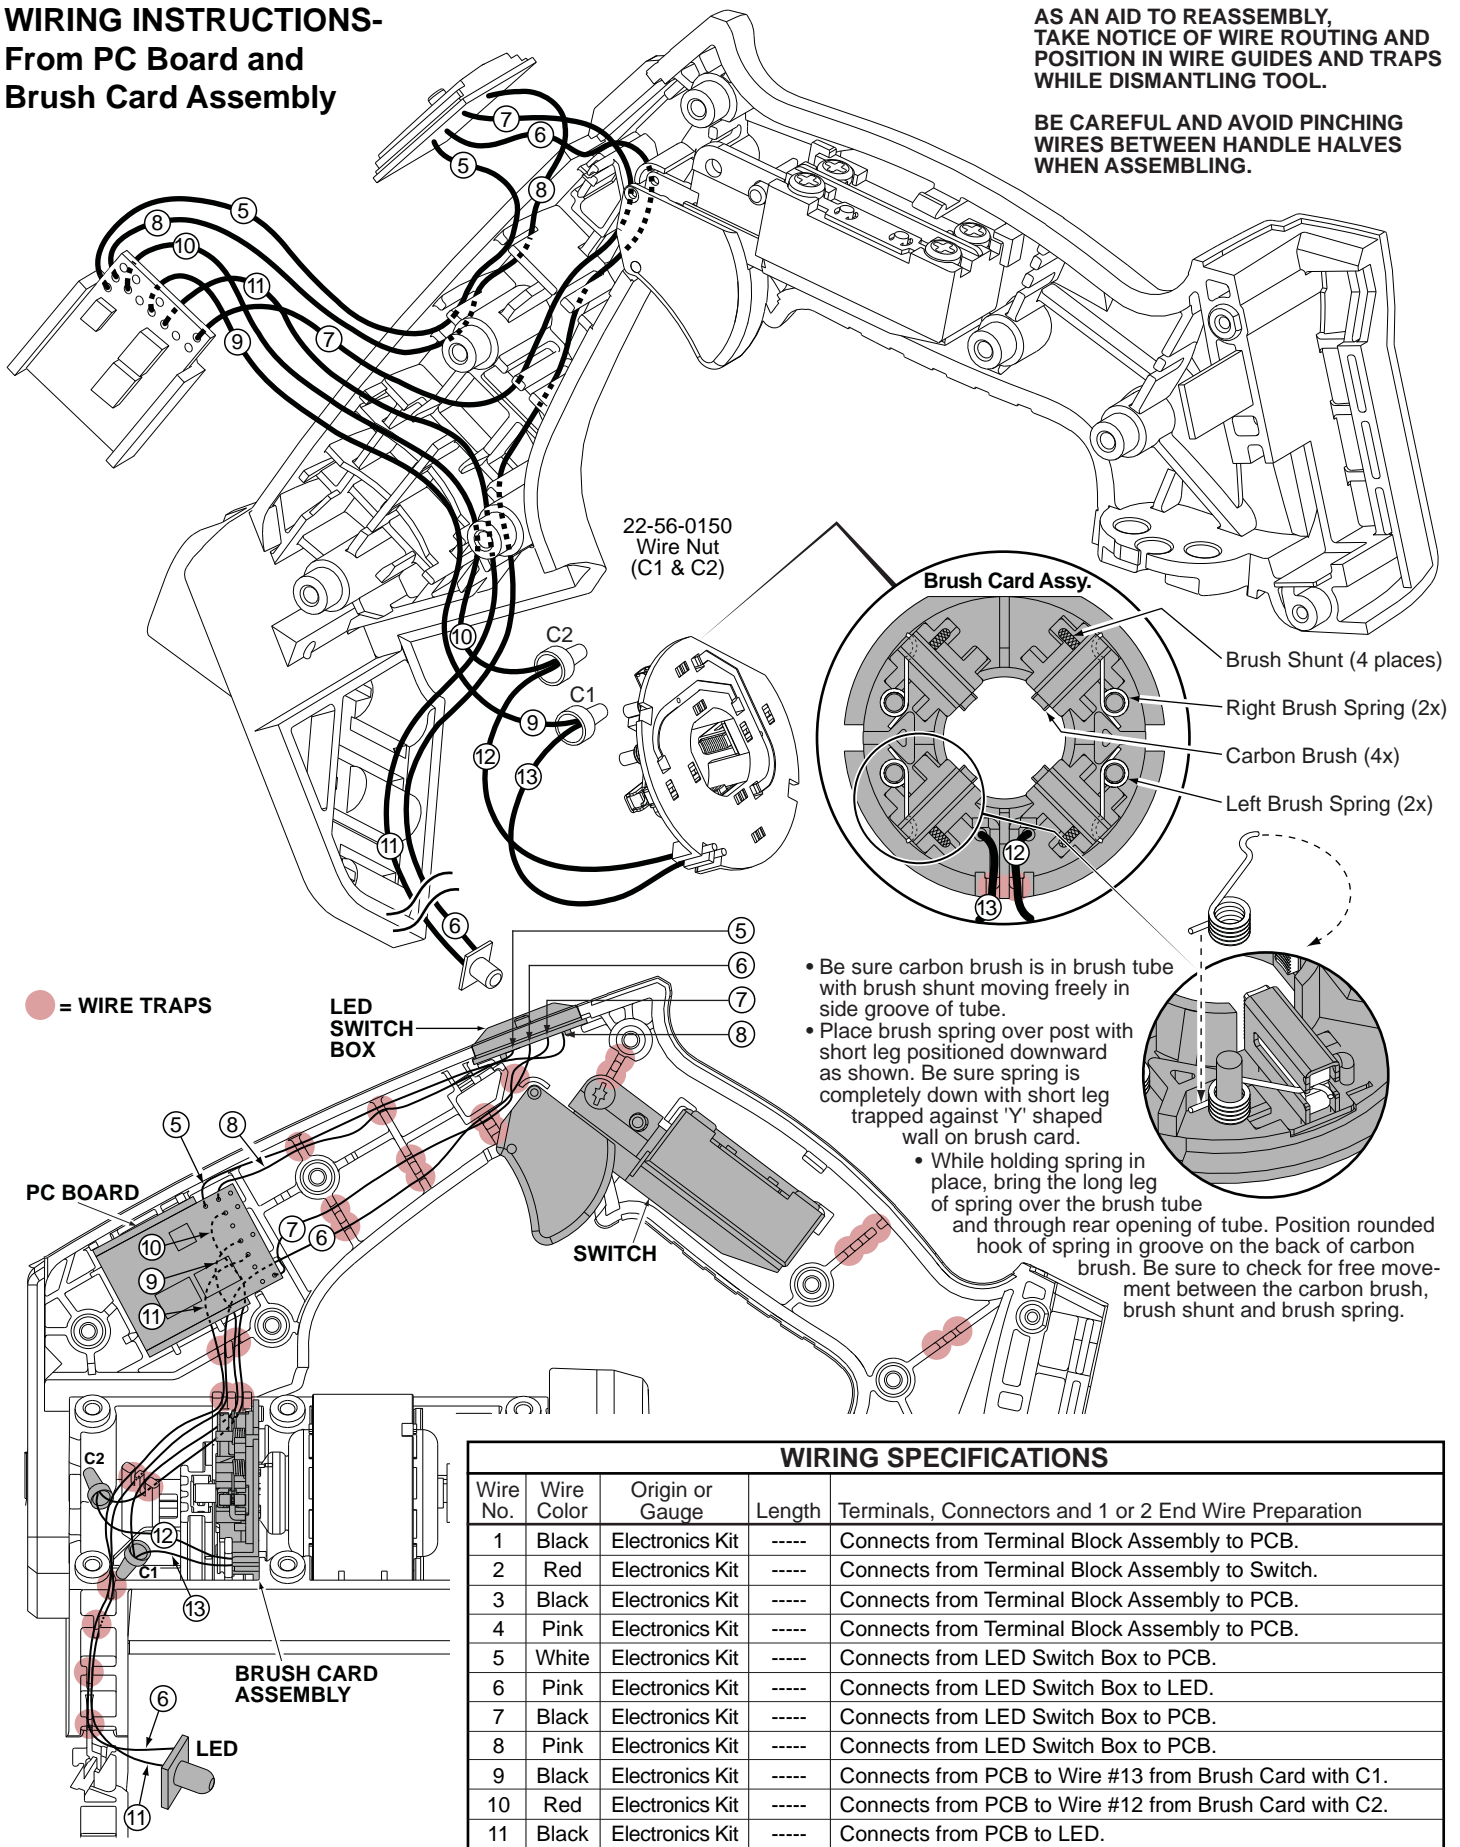 WIRING INSTRUCTIONS-
From PC Board and
Brush Card Assembly
AS AN AID TO REASSEMBLY,
TAKE NOTICE OF WIRE ROUTING AND
POSITION IN WIRE GUIDES AND TRAPS
WHILE DISMANTLING TOOL.
BE CAREFUL AND AVOID PINCHING
WIRES BETWEEN HANDLE HALVES
WHEN ASSEMBLING.
7
6
5
8
5
8
10
11
9
7
22-56-0150
Wire Nut
(C1 & C2)
10
C2
C1
9
12
13
11
6
Brush Card Assy.
Brush Shunt (4 places)
Right Brush Spring (2x)
Carbon Brush (4x)
Left Brush Spring (2x)
12
13
= WIRE TRAPS
LED
SWITCH
BOX
5
6
7
8
5
8
PC BOARD
10
9
11
7
6
SWITCH
• Be sure carbon brush is in brush tube
with brush shunt moving freely in
side groove of tube.
• Place brush spring over post with
short leg positioned downward
as shown. Be sure spring is
completely down with short leg
trapped against 'Y' shaped
wall on brush card.
• While holding spring in
place, bring the long leg
of spring over the brush tube
and through rear opening of tube. Position rounded
hook of spring in groove on the back of carbon
brush. Be sure to check for free move-
ment between the carbon brush,
brush shunt and brush spring.
C2
12
C1
13
BRUSH CARD
ASSEMBLY
6
LED
11
WIRING SPECIFICATIONS
Wire No. Wire Color Origin or Gauge Length Terminals, Connectors and 1 or 2 End Wire Preparation
1 Black Electronics Kit ----- Connects from Terminal Block Assembly to PCB.
2 Red Electronics Kit ----- Connects from Terminal Block Assembly to Switch.
3 Black Electronics Kit ----- Connects from Terminal Block Assembly to PCB.
4 Pink Electronics Kit ----- Connects from Terminal Block Assembly to PCB.
5 White Electronics Kit ----- Connects from LED Switch Box to PCB.
6 Pink Electronics Kit ----- Connects from LED Switch Box to LED.
7 Black Electronics Kit ----- Connects from LED Switch Box to PCB.
8 Pink Electronics Kit ----- Connects from LED Switch Box to PCB.
9 Black Electronics Kit ----- Connects from PCB to Wire #13 from Brush Card with C1.
10 Red Electronics Kit ----- Connects from PCB to Wire #12 from Brush Card with C2.
11 Black Electronics Kit ----- Connects from PCB to LED.